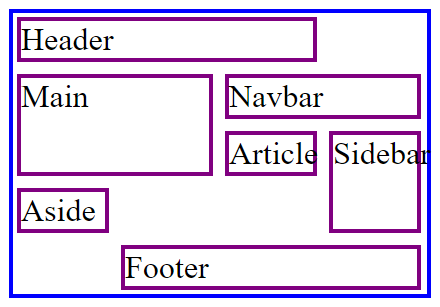 Header
Main
Navbar
Article
Sidebar
Aside
Footer